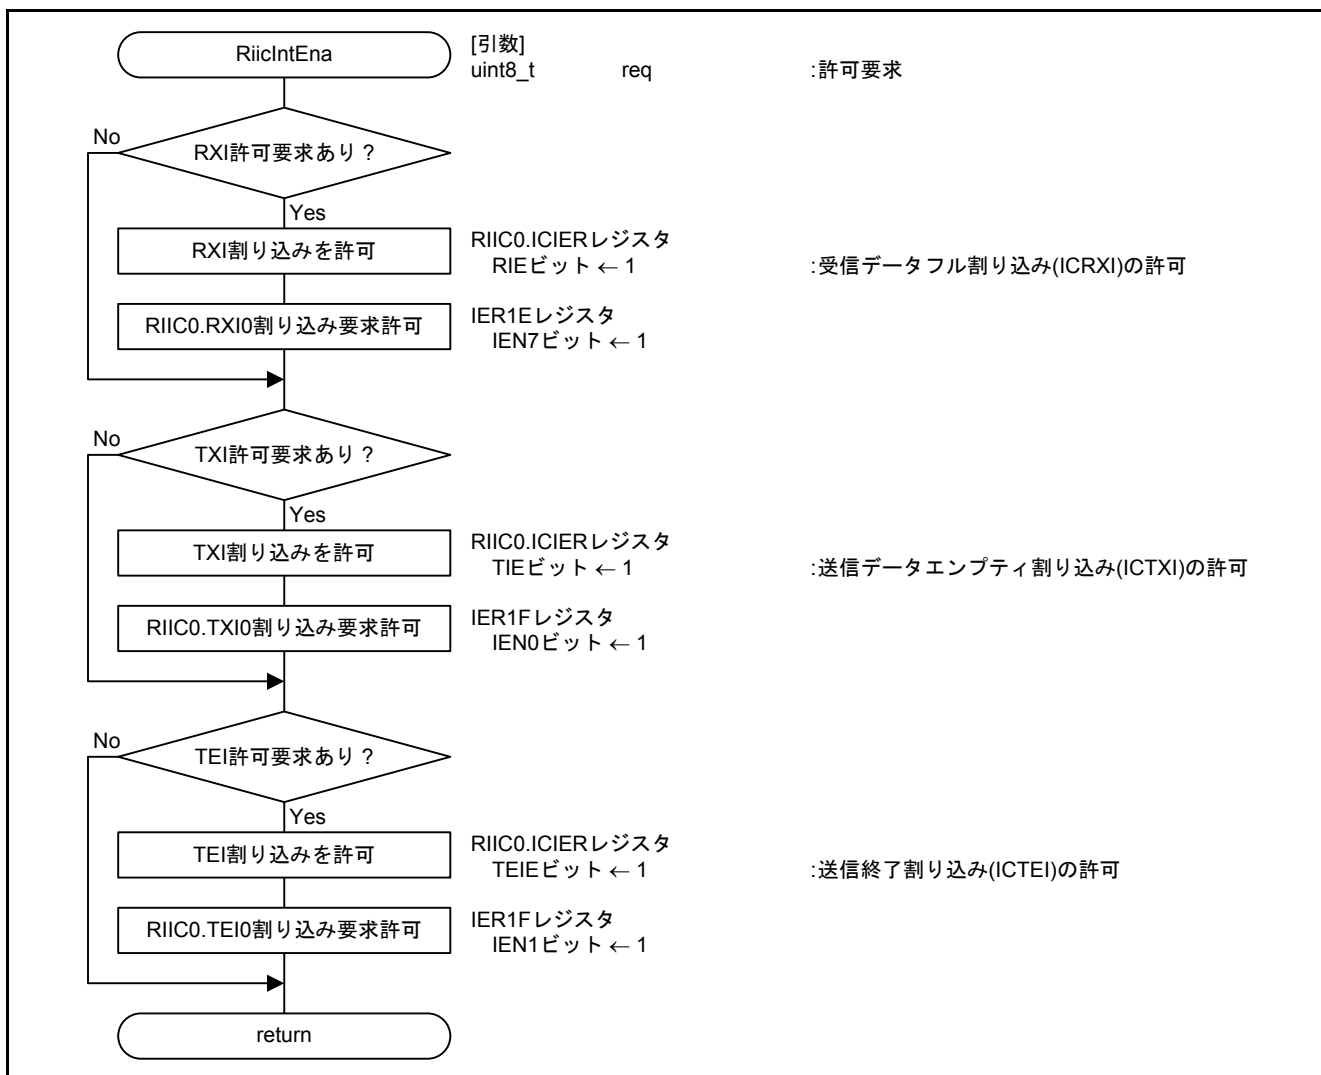 RiicIntEna
[引数]
uint8_t req :許可要求
No
RXI許可要求あり？
Yes
RXI割り込みを許可
RIIC0.ICIERレジスタ
RIEビット ← 1 :受信データフル割り込み(ICRXI)の許可
RIIC0.RXI0割り込み要求許可
IER1Eレジスタ
IEN7ビット ← 1
No
TXI許可要求あり？
Yes
TXI割り込みを許可
RIIC0.ICIERレジスタ
TIEビット ← 1 :送信データエンプティ割り込み(ICTXI)の許可
RIIC0.TXI0割り込み要求許可
IER1Fレジスタ
IEN0ビット ← 1
No
TEI許可要求あり？
Yes
TEI割り込みを許可
RIIC0.ICIERレジスタ
TEIEビット ← 1 :送信終了割り込み(ICTEI)の許可
RIIC0.TEI0割り込み要求許可
IER1Fレジスタ
IEN1ビット ← 1
return